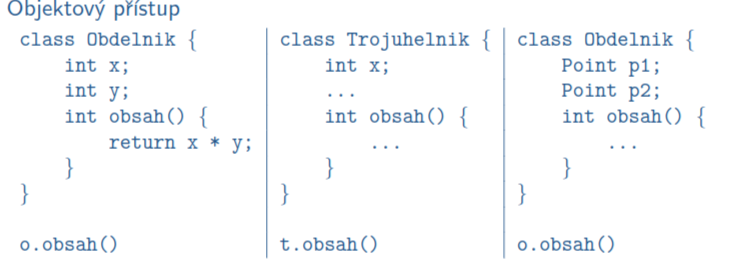 Objektový přístup
class Obdelnik {
int x;
int y;
int obsah() {
return x * y;
}
}
o.obsah()
class Trojuhelnik {
int x;
...
int obsah() {
...
}
}
t.obsah()
class Obdelnik {
Point p1;
Point p2;
int obsah() {
...
}
}
o.obsah()